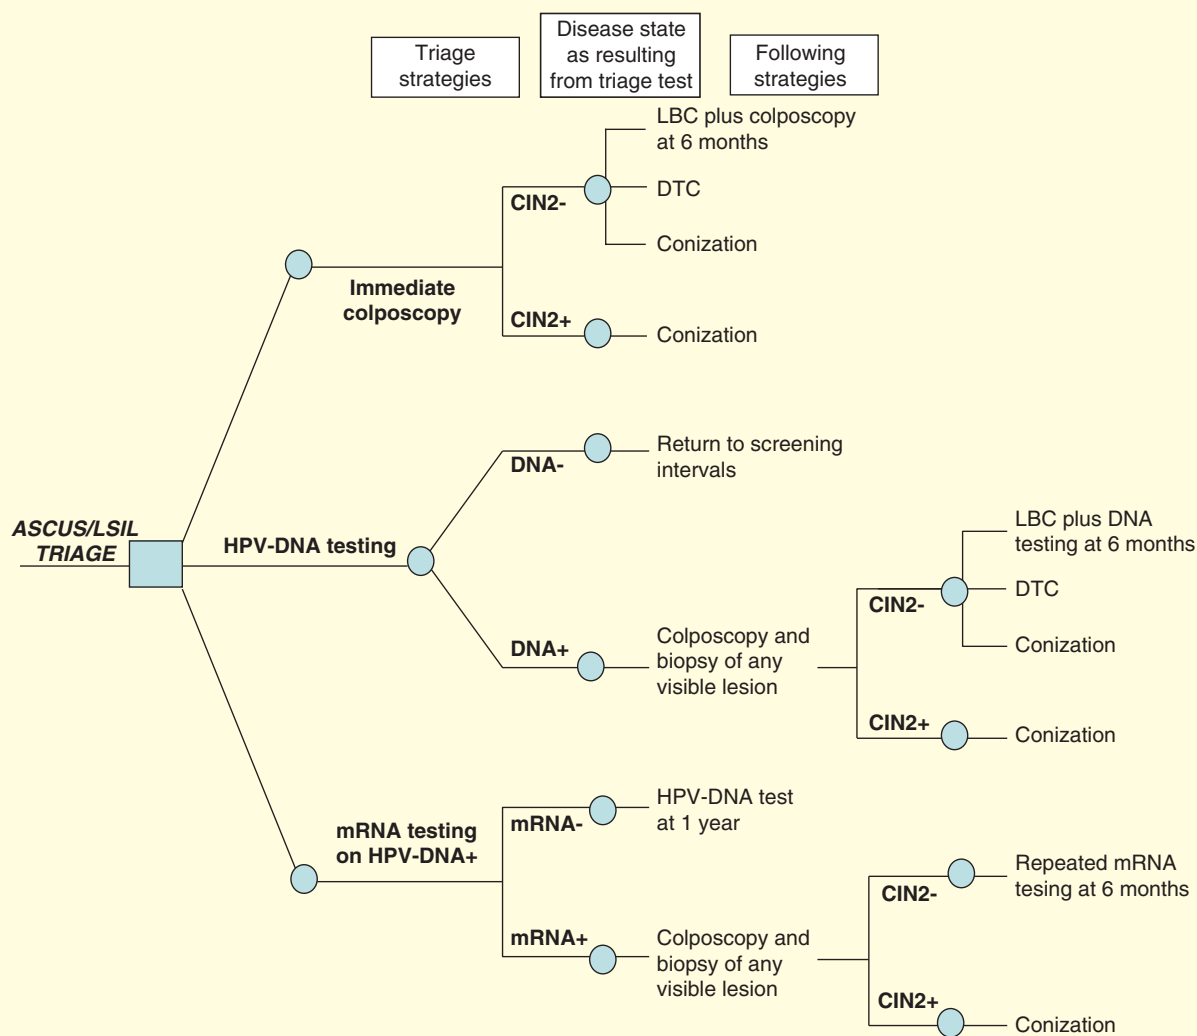 Triage
strategies
Disease state
as resulting
from triage test
Following
strategies
LBC plus colposcopy
at 6 months
CIN2-
DTC
Conization
Immediate
colposcopy
CIN2+
Conization
DNA-
Return to screening
intervals
ASCUS/LSIL
TRIAGE
HPV-DNA testing
DNA+
Colposcopy and
biopsy of any
visible lesion
LBC plus DNA
testing at 6 months
CIN2-
DTC
Conization
CIN2+
Conization
mRNA testing
on HPV-DNA+
mRNA-
HPV-DNA test
at 1 year
mRNA+
Colposcopy and
biopsy of any
visible lesion
CIN2-
Repeated mRNA
tesing at 6 months
CIN2+
Conization